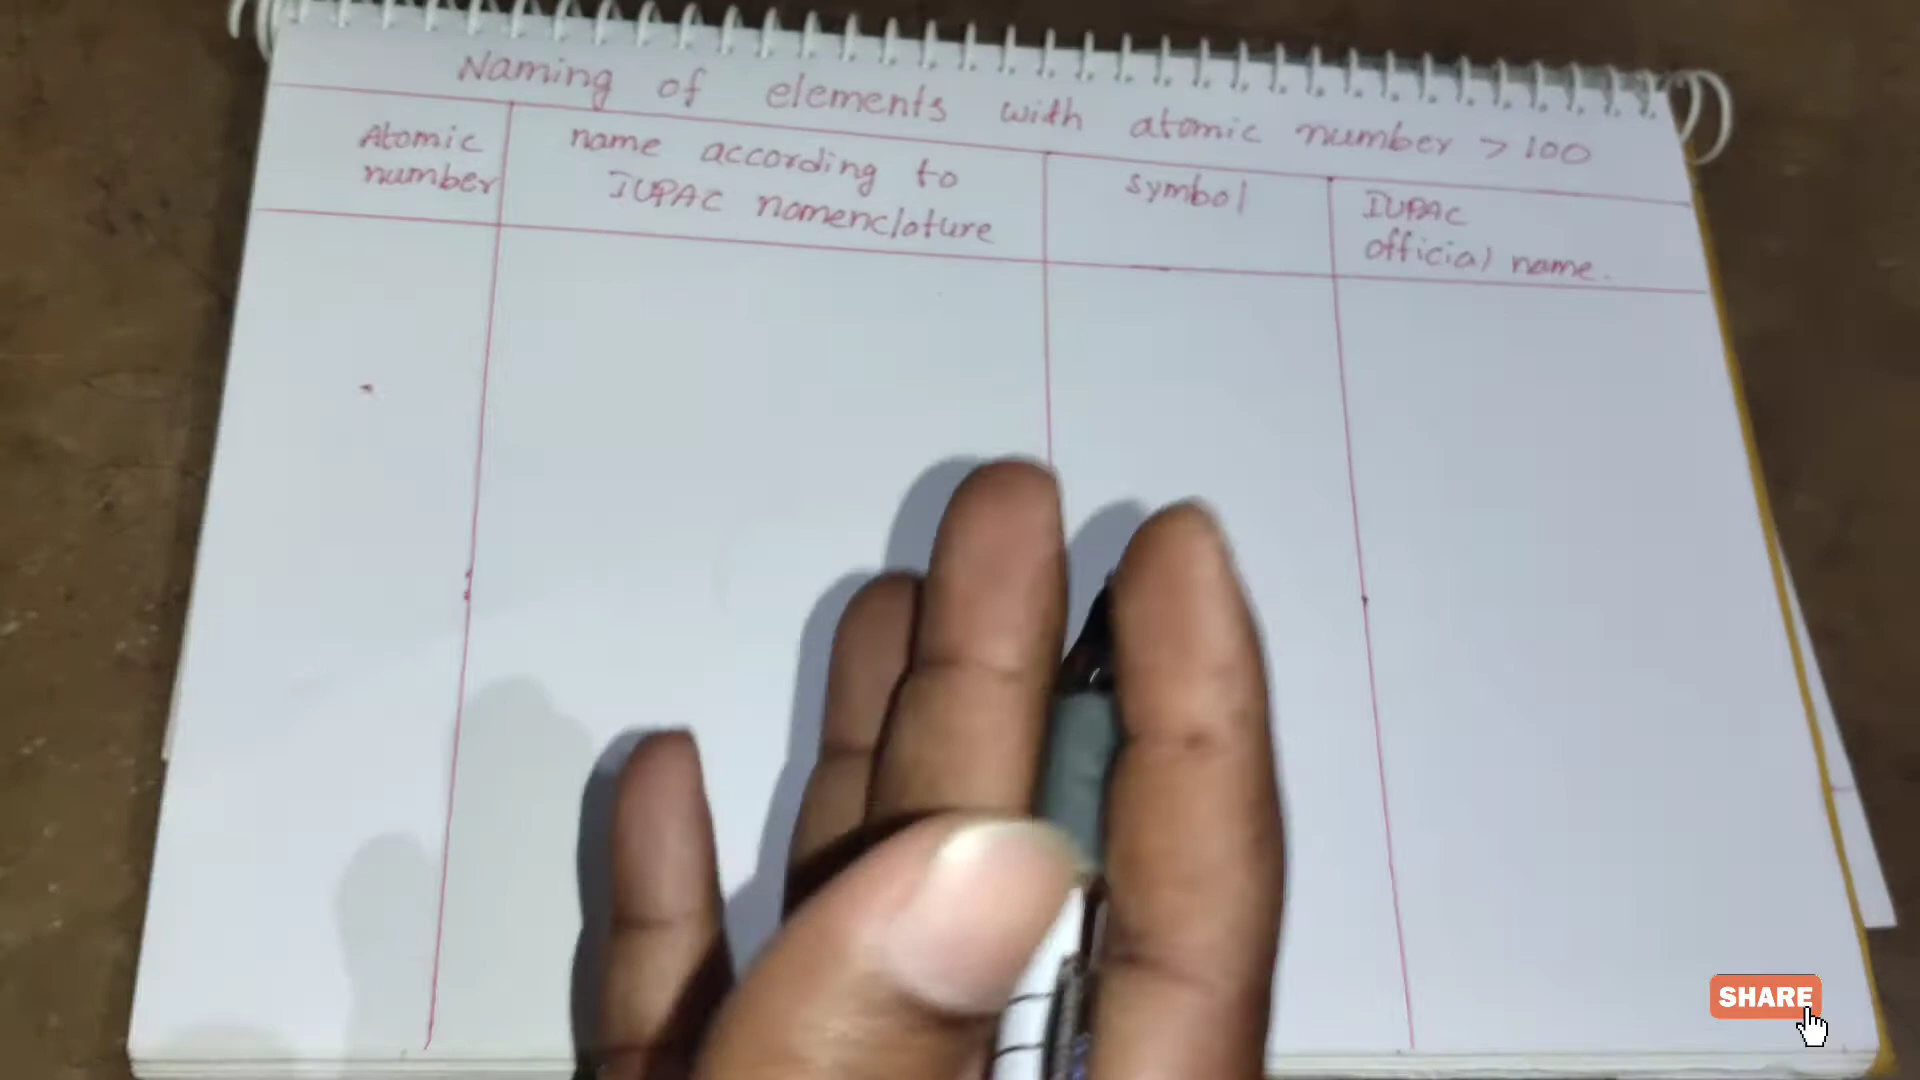 Naming of elements with atomic number > 100
Atomic
number
name according to
IUPAC nomenclature
symbol
IUPAC
official name.
SHARE